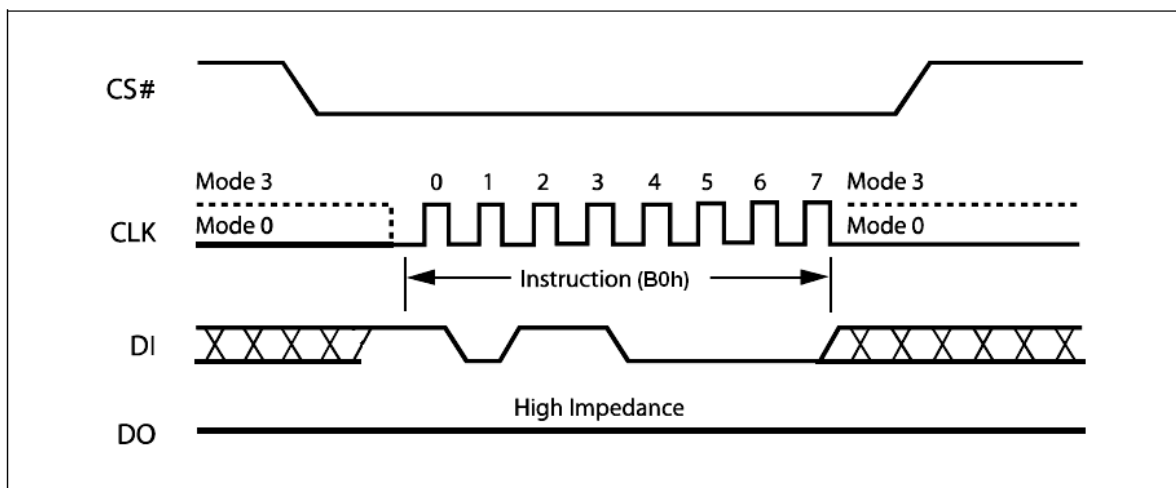 CS#
Mode 3
0 1 2 3 4 5 6 7
Mode 3
CLK
Mode 0
Mode 0
Instruction (B0h)
DI
High Impedance
DO